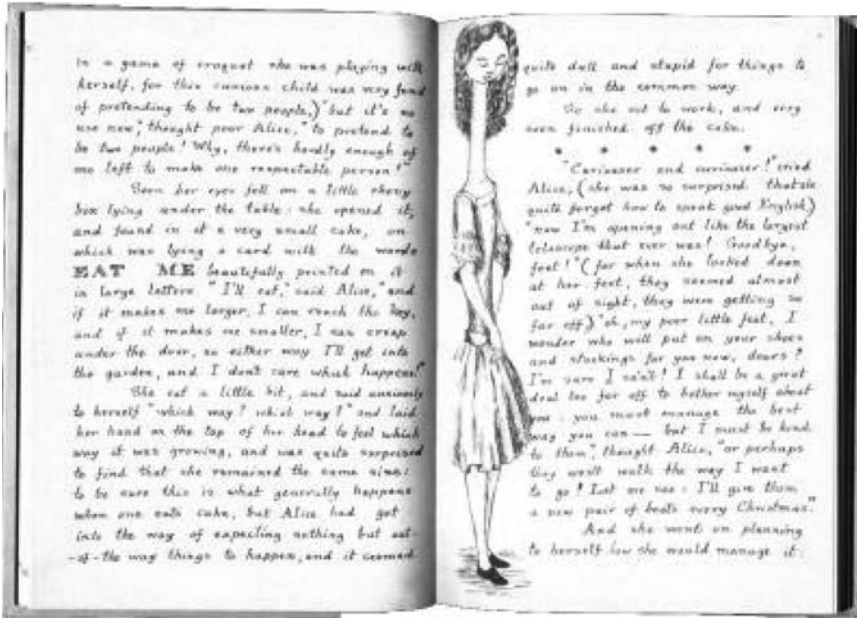 in a game of croquet she was playing with
herself, for this curious child was very fond
of pretending to be two people,) "but it's no
use now," thought poor Alice, "to pretend to
be two people! Why, there's hardly enough of
me left to make one respectable person!"
Soon her eyes fell on a little ebony
box lying under the table: she opened it,
and found in it a very small cake, on
which was lying a card with the words
EAT ME beautifully printed on it
in large letters. "I'll eat," said Alice, "and
if it makes me larger, I can reach the key,
and if it makes me smaller, I can creep
under the door, so either way I'll get into
the garden, and I don't care which happens!"
She eat a little bit, and said anxiously
to herself "which way? which way?" and laid
her hand on the top of her head to feel which
way it was growing, and was quite surprised
to find that she remained the same size:
to be sure this is what generally happens
when one eats cake, but Alice had got
into the way of expecting nothing but out-
-of-the way things to happen, and it seemed
quite dull and stupid for things to
go on in the common way.
So she set to work, and very
soon finished off the cake.
* * * * *
"Curiouser and curiouser!" cried
Alice, (she was so surprised that she
quite forgot how to speak good English,)
"now I'm opening out like the largest
telescope that ever was! Goodbye,
feet!" (for when she looked down
at her feet, they seemed almost
out of sight, they were getting so
far off,) "oh, my poor little feet, I
wonder who will put on your shoes
and stockings for you now, dears?
I'm sure I ca'n't! I shall be a great
deal too far off to bother myself about
you: you must manage the best
way you can — but I must be kind
to them", thought Alice, "or perhaps
they won't walk the way I want
to go! Let me see: I'll give them
a new pair of boots every Christmas."
And she went on planning
to herself how she would manage it: